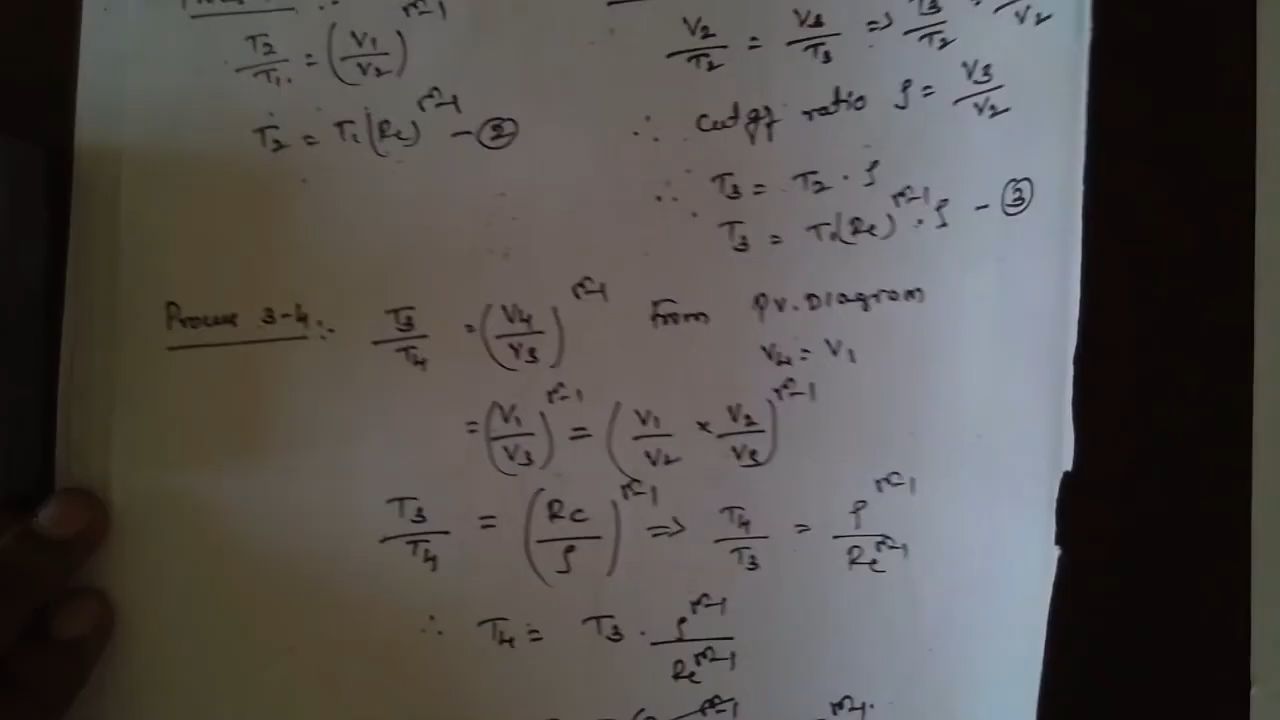 T2/T1 = (V1/V2)^γ-1
T2 = T1(Rc)^γ-1 - ②
V2/T2 = V3/T3 ⇒ T3/T2 =
∴ cutoff ratio ρ = V3/V2
∴ T3 = T2 · ρ
T3 = T1(Rc)^γ-1 · ρ - ③
Process 3-4:- T3/T4 = (V4/V3)^γ-1 From PV. Diagram
V4 = V1
= (V1/V3)^γ-1 = (V1/V2 × V2/V3)^γ-1
T3/T4 = (Rc/ρ)^γ-1 ⇒ T4/T3 = ρ^γ-1/Rc^γ-1
∴ T4 = T3 · ρ^γ-1/Rc^γ-1